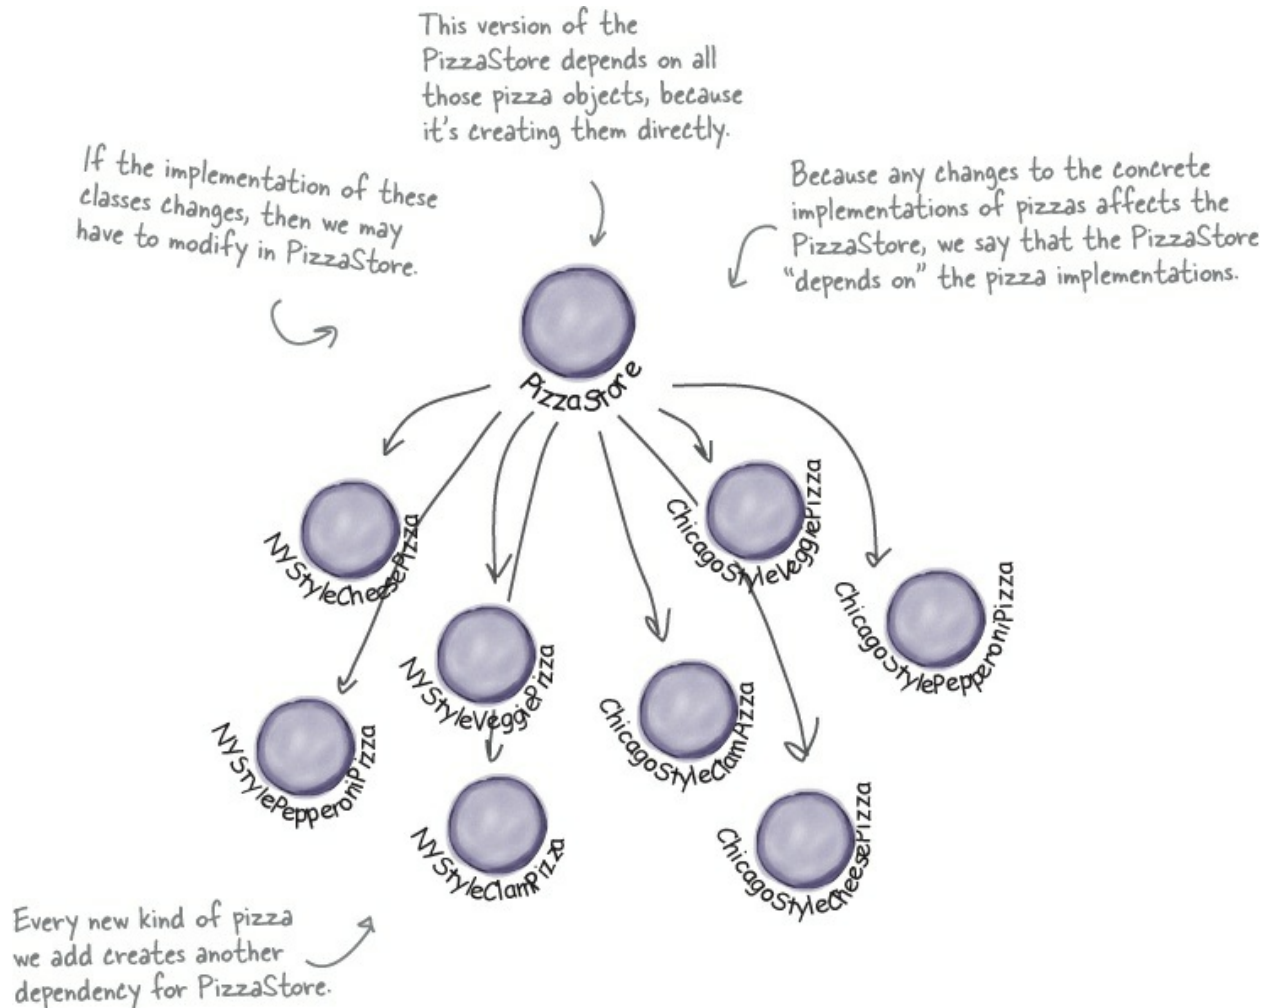 This version of the
PizzaStore depends on all
those pizza objects, because
it's creating them directly.
If the implementation of these
classes changes, then we may
have to modify in PizzaStore.
Because any changes to the concrete
implementations of pizzas affects the
PizzaStore, we say that the PizzaStore
“depends on” the pizza implementations.
PizzaStore
NYStyleCheesePizza
ChicagoStyleVeggiePizza
ChicagoStylePepperoniPizza
NYStyleVeggiePizza
ChicagoStyleClamPizza
NYStylePepperoniPizza
NYStyleClamPizza
ChicagoStyleCheesePizza
Every new kind of pizza
we add creates another
dependency for PizzaStore.